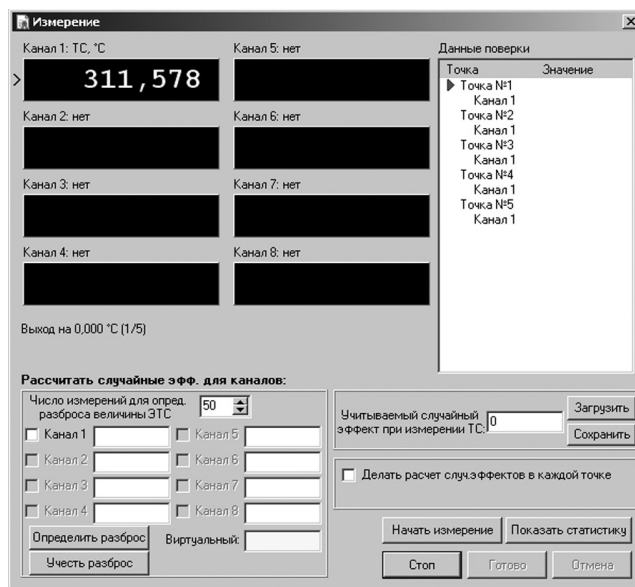 Измерение
Канал 1: ТС, °С
Канал 5: нет
311,578
Канал 2: нет
Канал 6: нет
Канал 3: нет
Канал 7: нет
Канал 4: нет
Канал 8: нет
Выход на 0,000 °С (1/5)
Данные поверки
Точка Значение
Точка №1
Канал 1
Точка №2
Канал 1
Точка №3
Канал 1
Точка №4
Канал 1
Точка №5
Канал 1
Рассчитать случайные эфф. для каналов:
Число измерений для опред.
разброса величины ЭТС
50
Канал 1
Канал 5
Канал 2
Канал 6
Канал 3
Канал 7
Канал 4
Канал 8
Определить разброс
Виртуальный:
Учесть разброс
Учитываемый случайный
эффект при измерении ТС:
0
Загрузить
Сохранить
Делать расчет случ.эффектов в каждой точке
Начать измерение
Показать статистику
Стоп
Готово
Отмена